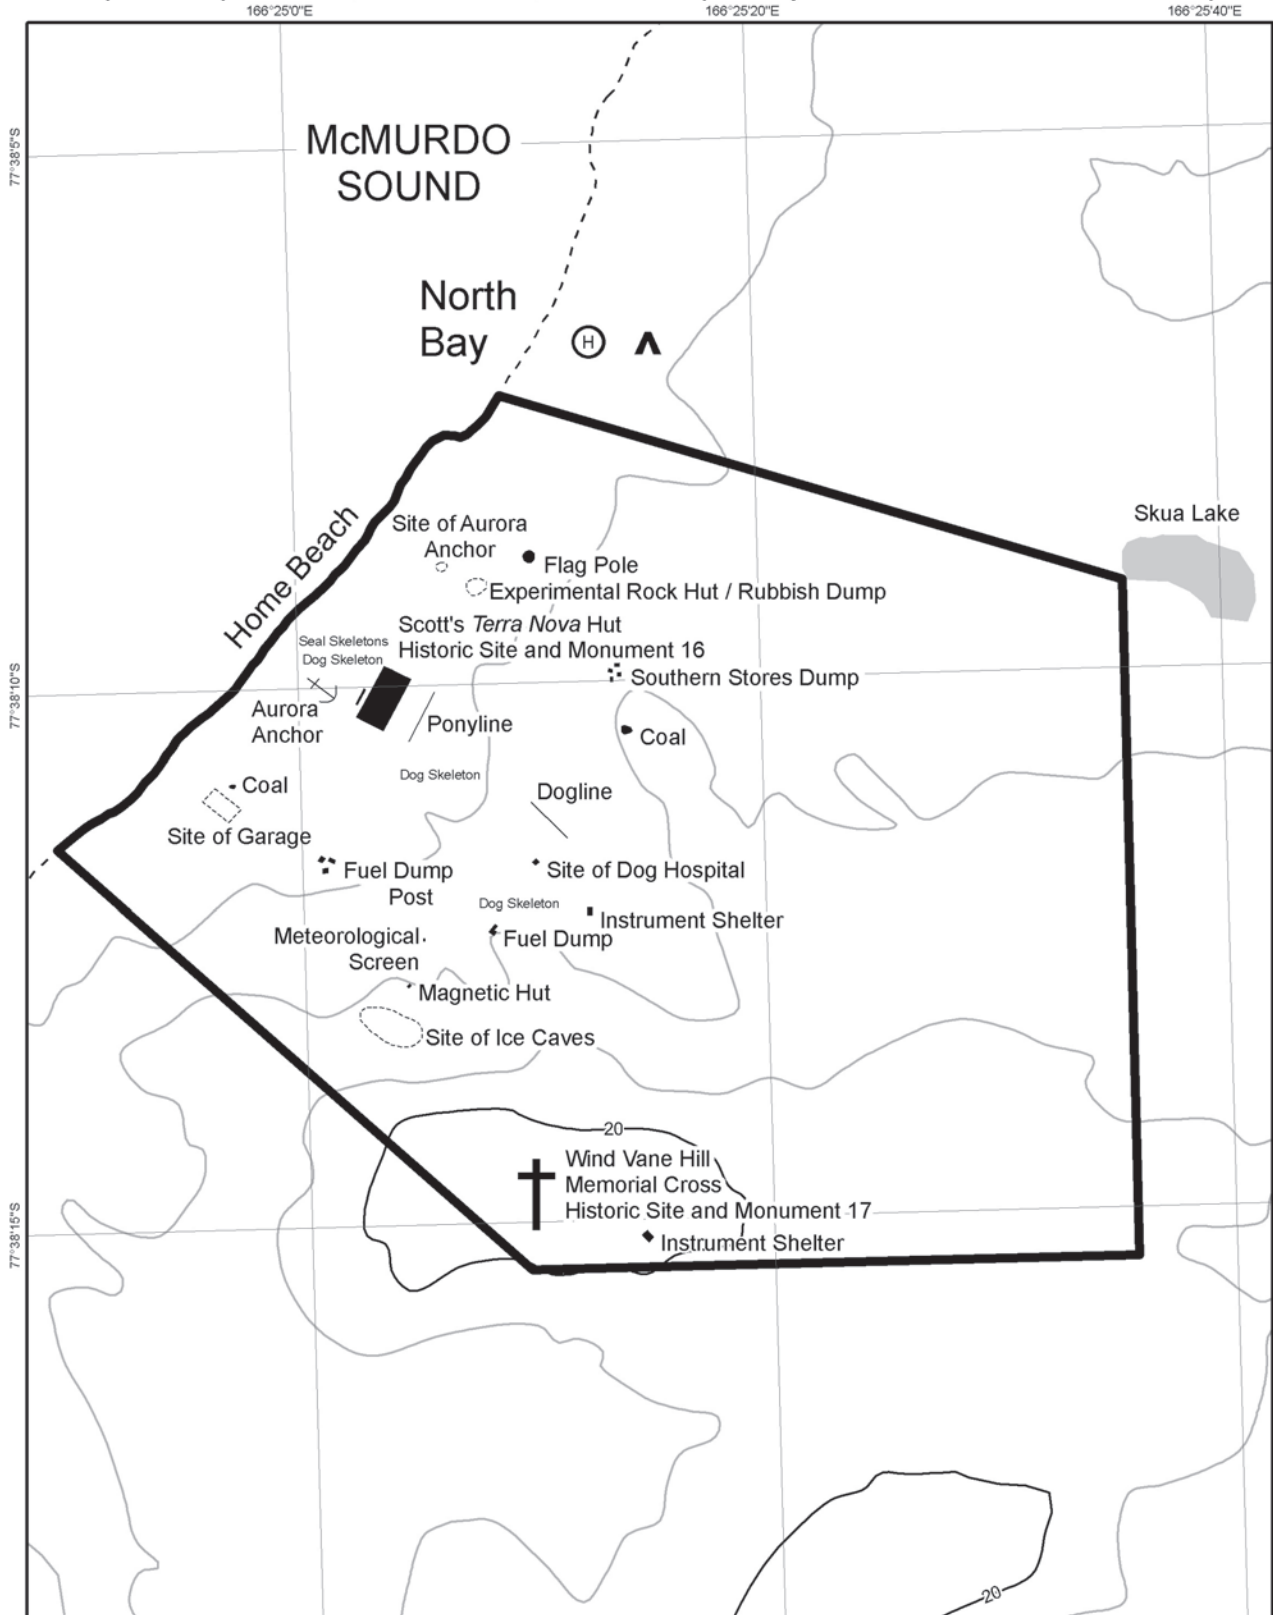 166°25'0"E
166°25'20"E
166°25'40"E
77°38'5"S
McMURDO
SOUND
North
Bay
H
Skua Lake
Home Beach
Site of Aurora
Anchor
Flag Pole
Experimental Rock Hut / Rubbish Dump
Scott's Terra Nova Hut
Historic Site and Monument 16
Seal Skeletons
Dog Skeleton
77°38'10"S
Southern Stores Dump
Aurora
Anchor
Ponyline
Coal
Dog Skeleton
Coal
Dogline
Site of Garage
Fuel Dump
Post
Site of Dog Hospital
Dog Skeleton
Instrument Shelter
Meteorological
Screen
Fuel Dump
Magnetic Hut
Site of Ice Caves
20
Wind Vane Hill
Memorial Cross
Historic Site and Monument 17
77°38'15"S
Instrument Shelter
20